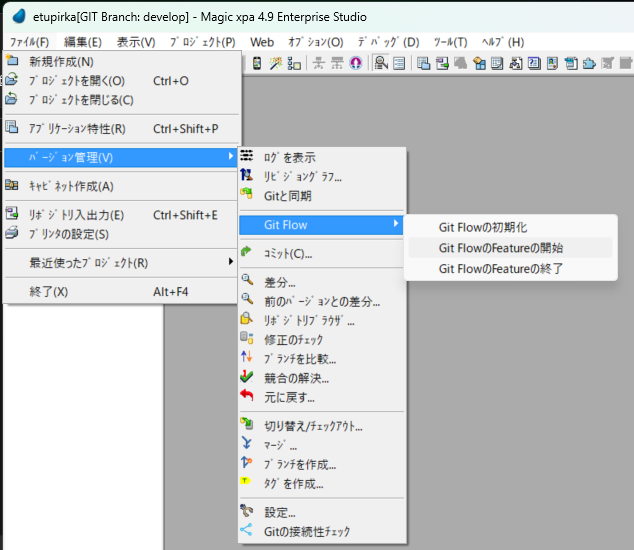 etupirka[GIT Branch: develop] - Magic xpa 4.9 Enterprise Studio
ﾌｧｲﾙ(F) 編集(E) 表示(V) ﾌﾟﾛｼﾞｪｸﾄ(P) Web ｵﾌﾟｼｮﾝ(O) ﾃﾞﾊﾞｯｸﾞ(D) ﾂｰﾙ(T) ﾍﾙﾌﾟ(H)
新規作成(N)
ﾌﾟﾛｼﾞｪｸﾄを開く(O) Ctrl+O
ﾌﾟﾛｼﾞｪｸﾄを閉じる(C)
ｱﾌﾟﾘｹｰｼｮﾝ特性(R) Ctrl+Shift+P
ﾊﾞｰｼﾞｮﾝ管理(V)
ｷｬﾋﾞﾈｯﾄ作成(A)
ﾘﾎﾟｼﾞﾄﾘ入出力(E) Ctrl+Shift+E
ﾌﾟﾘﾝﾀの設定(S)
最近使ったﾌﾟﾛｼﾞｪｸﾄ(R)
終了(X) Alt+F4
ﾛｸﾞを表示
ﾘﾋﾞｼﾞｮﾝｸﾞﾗﾌ...
Gitと同期
Git Flow
ｺﾐｯﾄ(C)...
差分...
前のﾊﾞｰｼﾞｮﾝとの差分...
ﾘﾎﾟｼﾞﾄﾘﾌﾞﾗｳｻﾞ...
修正のﾁｪｯｸ
ﾌﾞﾗﾝﾁを比較...
競合の解決...
元に戻す...
切り替え/ﾁｪｯｸｱｳﾄ...
ﾏｰｼﾞ...
ﾌﾞﾗﾝﾁを作成...
ﾀｸﾞを作成...
設定...
Gitの接続性ﾁｪｯｸ
Git Flowの初期化
Git FlowのFeatureの開始
Git FlowのFeatureの終了